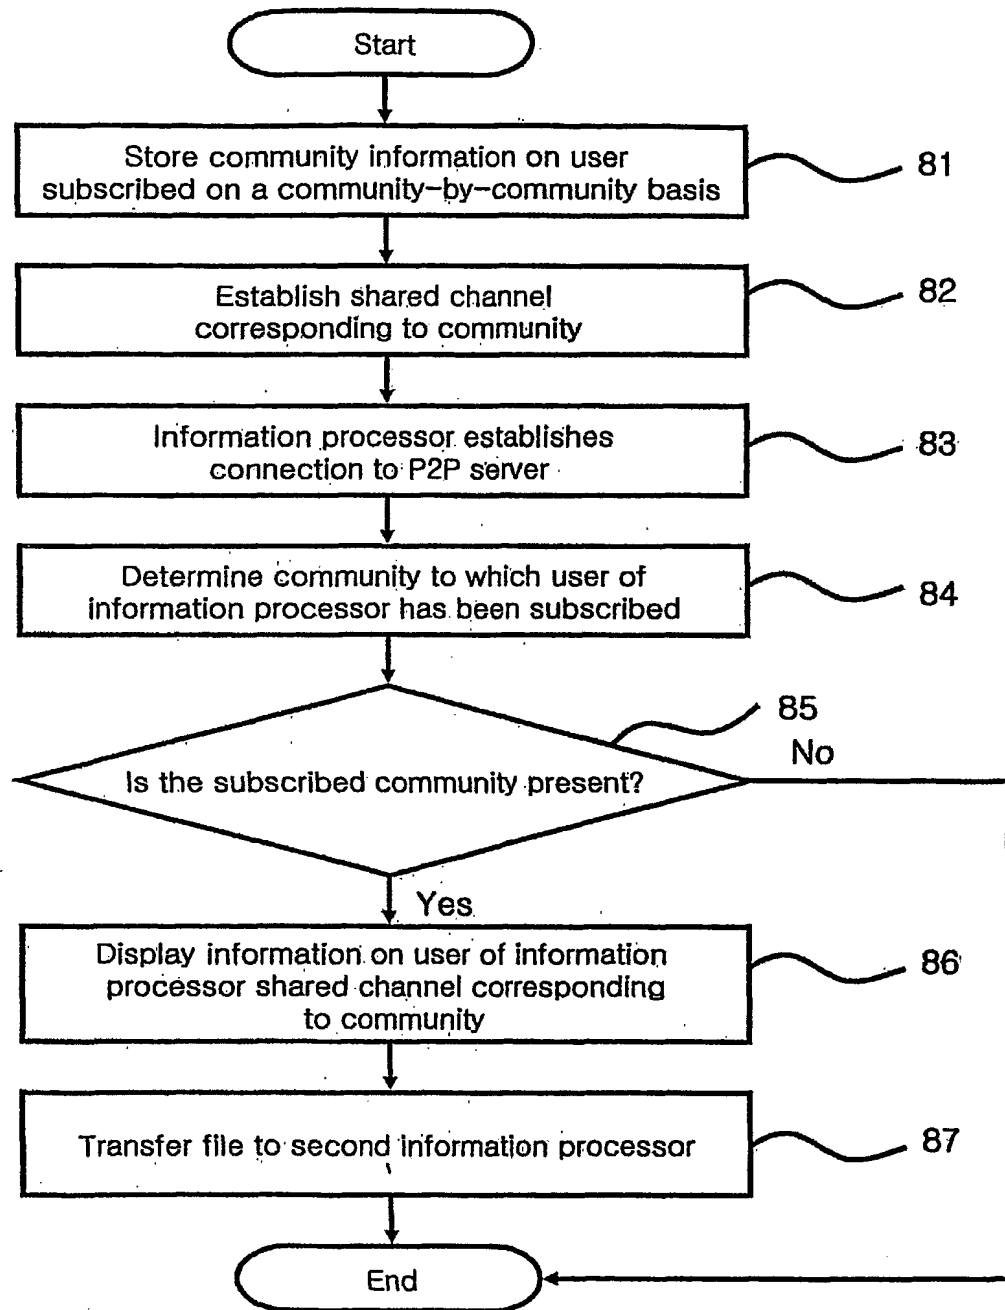 Start
Store community information on user
subscribed on a community-by-community basis
81
Establish shared channel
corresponding to community
82
Information processor establishes
connection to P2P server
83
Determine community to which user of
information processor has been subscribed
84
85
Is the subscribed community present?
No
Yes
Display information on user of information
processor shared channel corresponding
to community
86
Transfer file to second information processor
87
End